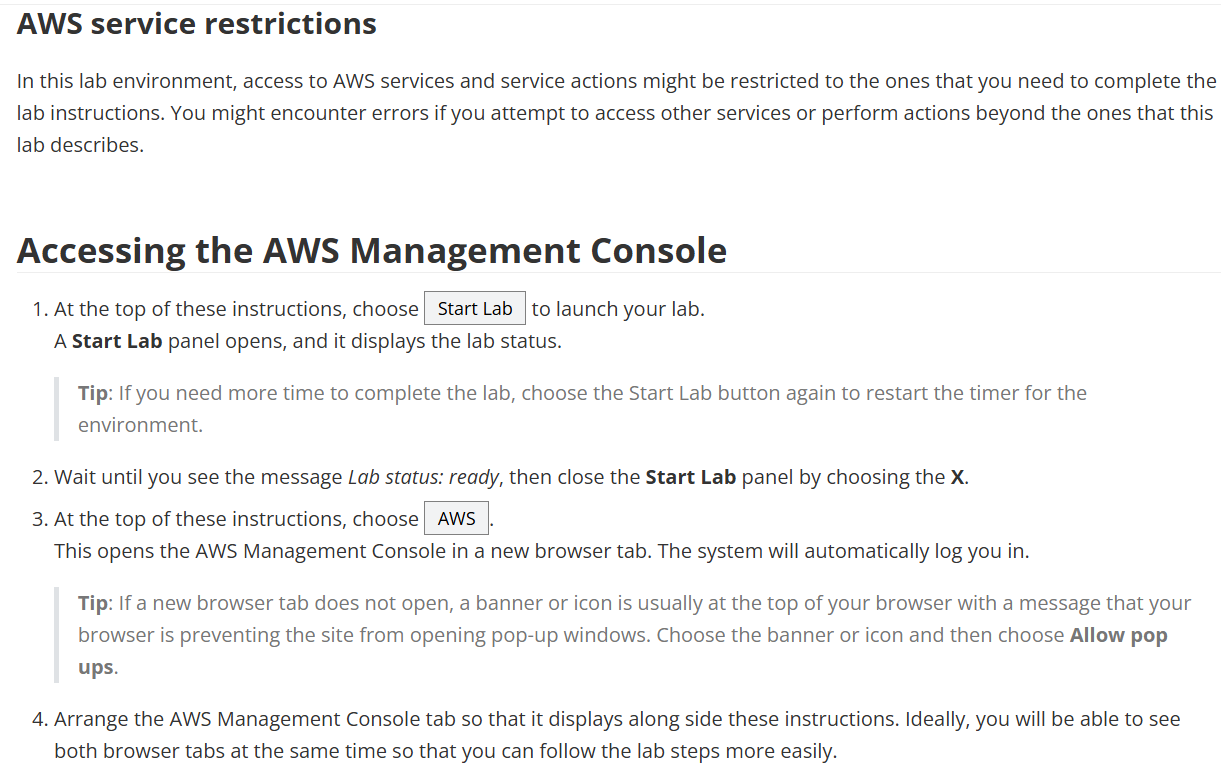 AWS service restrictions
In this lab environment, access to AWS services and service actions might be restricted to the ones that you need to complete the
lab instructions. You might encounter errors if you attempt to access other services or perform actions beyond the ones that this
lab describes.
Accessing the AWS Management Console
1. At the top of these instructions, choose Start Lab to launch your lab.
A Start Lab panel opens, and it displays the lab status.
Tip: If you need more time to complete the lab, choose the Start Lab button again to restart the timer for the
environment.
2. Wait until you see the message Lab status: ready, then close the Start Lab panel by choosing the X.
3. At the top of these instructions, choose AWS.
This opens the AWS Management Console in a new browser tab. The system will automatically log you in.
Tip: If a new browser tab does not open, a banner or icon is usually at the top of your browser with a message that your
browser is preventing the site from opening pop-up windows. Choose the banner or icon and then choose Allow pop
ups.
4. Arrange the AWS Management Console tab so that it displays along side these instructions. Ideally, you will be able to see
both browser tabs at the same time so that you can follow the lab steps more easily.